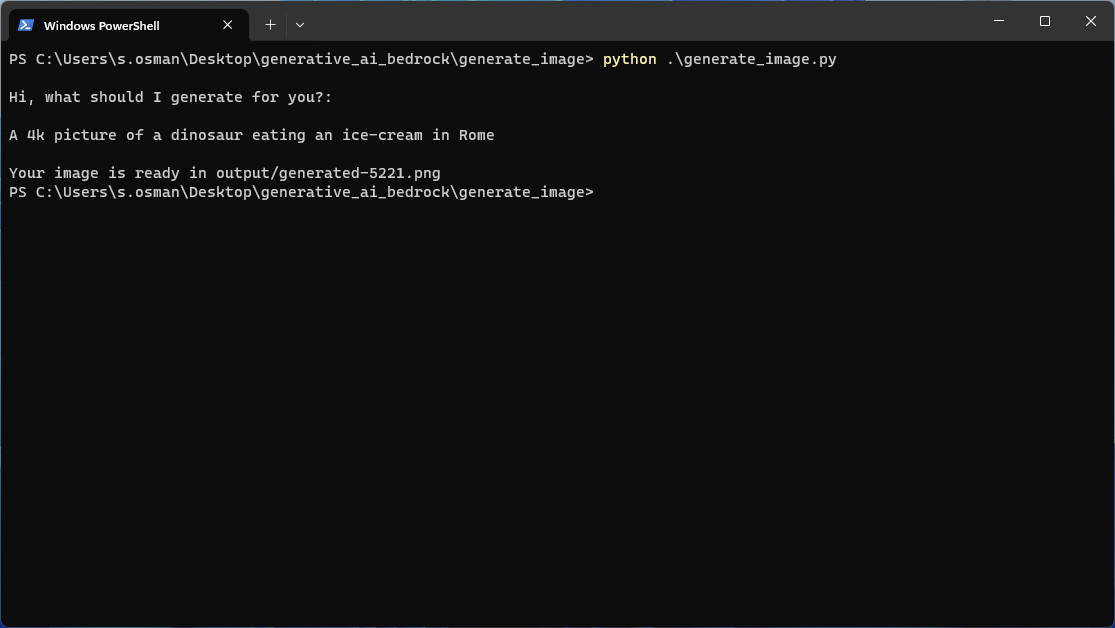 Windows PowerShell
PS C:\Users\s.osman\Desktop\generative_ai_bedrock\generate_image> python .\generate_image.py
Hi, what should I generate for you?:
A 4k picture of a dinosaur eating an ice-cream in Rome
Your image is ready in output/generated-5221.png
PS C:\Users\s.osman\Desktop\generative_ai_bedrock\generate_image>